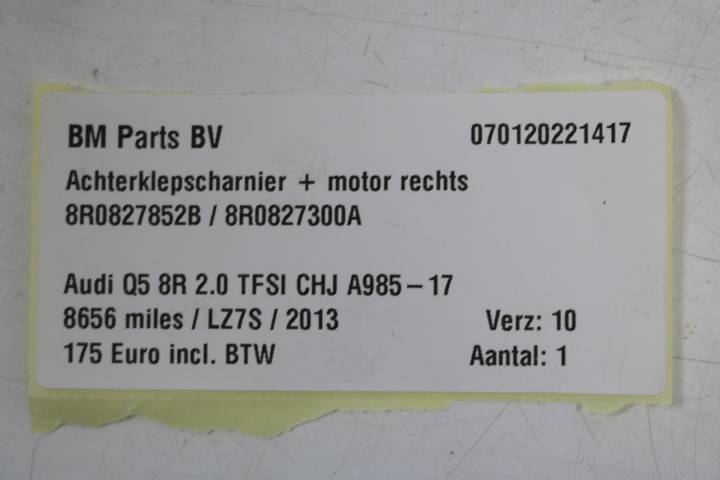 BM Parts BV 070120221417
Achterklepscharnier + motor rechts
8R0827852B / 8R0827300A
Audi Q5 8R 2.0 TFSI CHJ A985-17
8656 miles / LZ7S / 2013 Verz: 10
175 Euro incl. BTW Aantal: 1